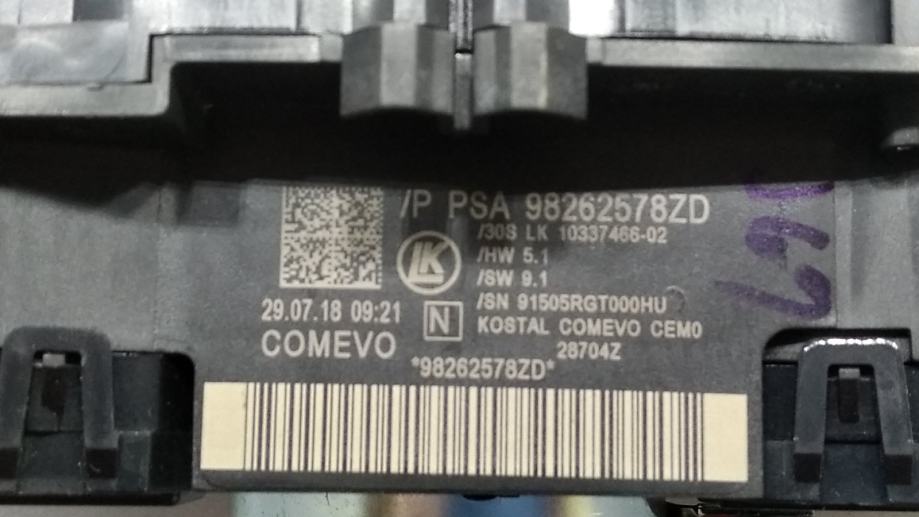 /P PSA 98262578ZD
/30S LK 10337466-02
/HW 5.1
LK
/SW 9.1
/SN 91505RGT000HU
29.07.18 09:21
N
KOSTAL COMEVO CEM0
COMEVO
28704Z
*98262578ZD*